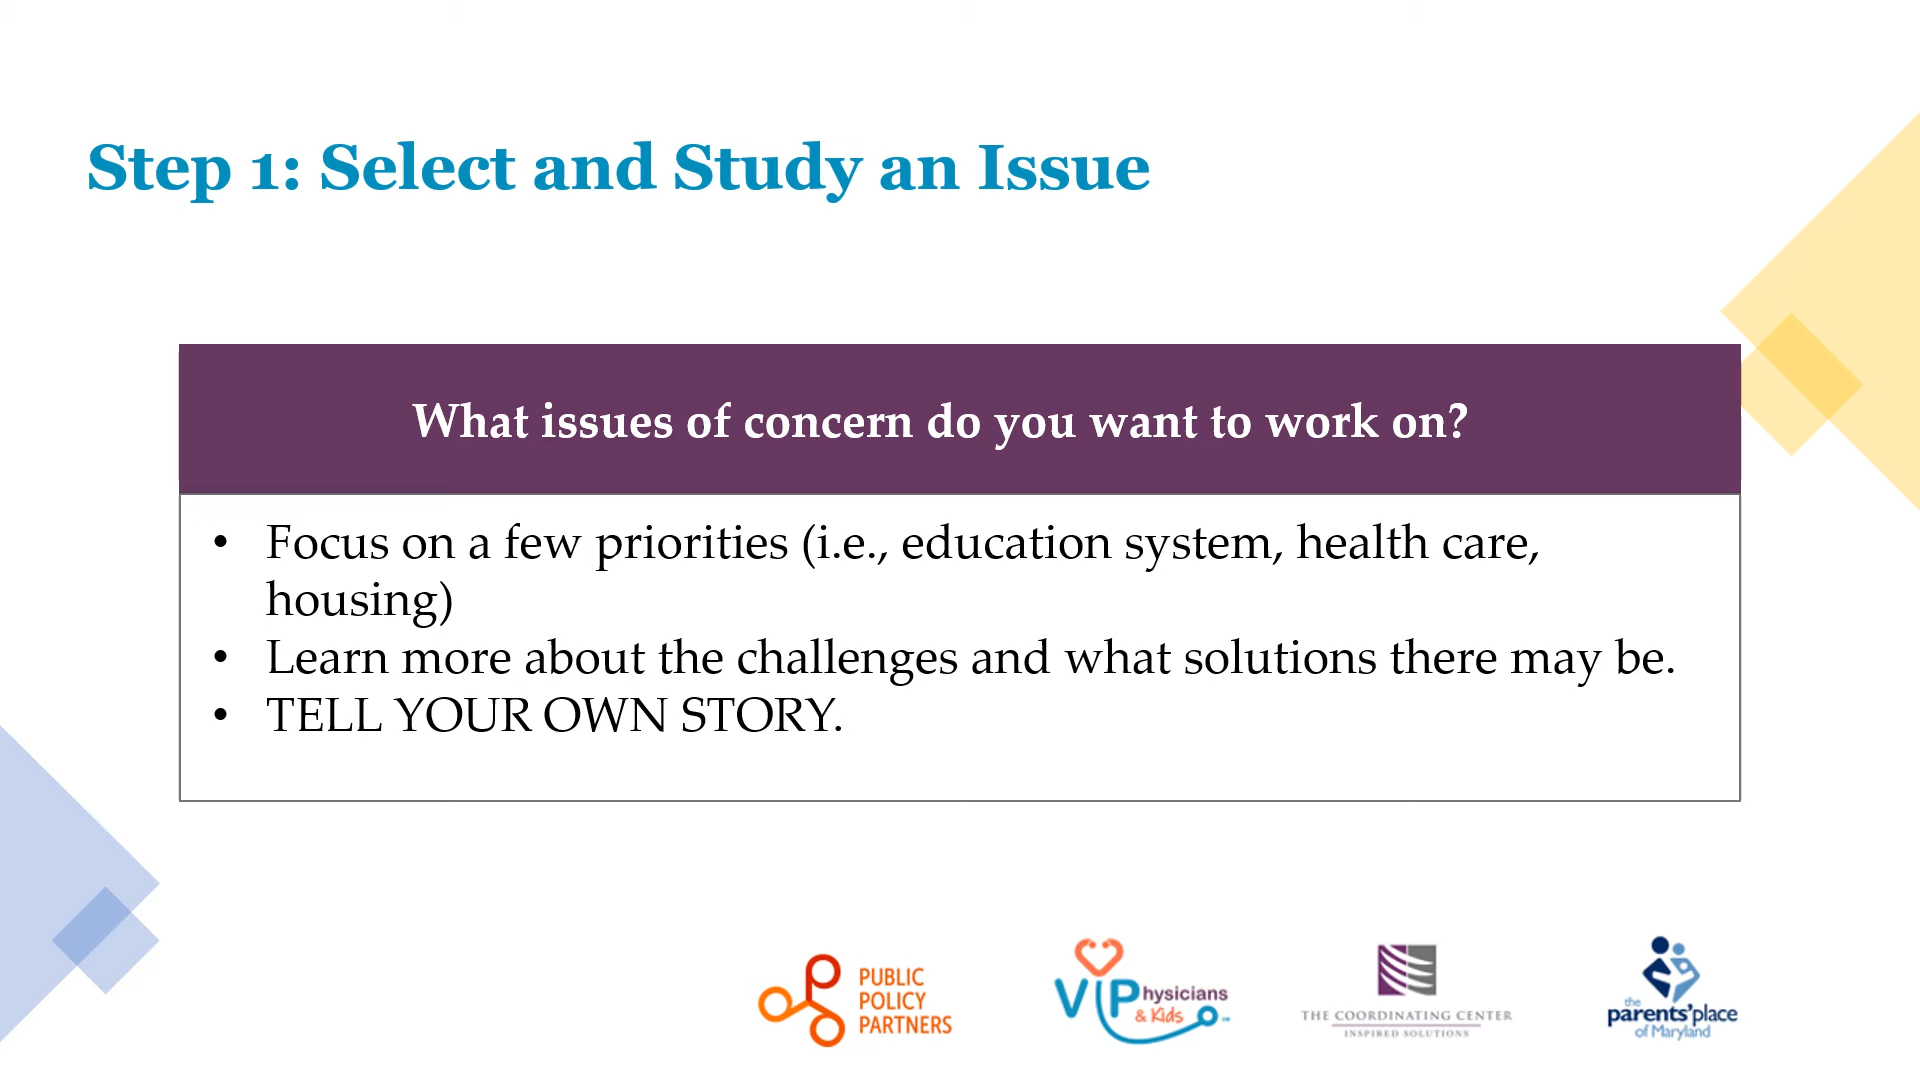 Step 1: Select and Study an Issue
What issues of concern do you want to work on?
• Focus on a few priorities (i.e., education system, health care,
housing)
• Learn more about the challenges and what solutions there may be.
• TELL YOUR OWN STORY.
PUBLIC
POLICY
PARTNERS
VIPhysicians
& Kids
THE COORDINATING CENTER
INSPIRED SOLUTIONS
the
parents'place
of Maryland